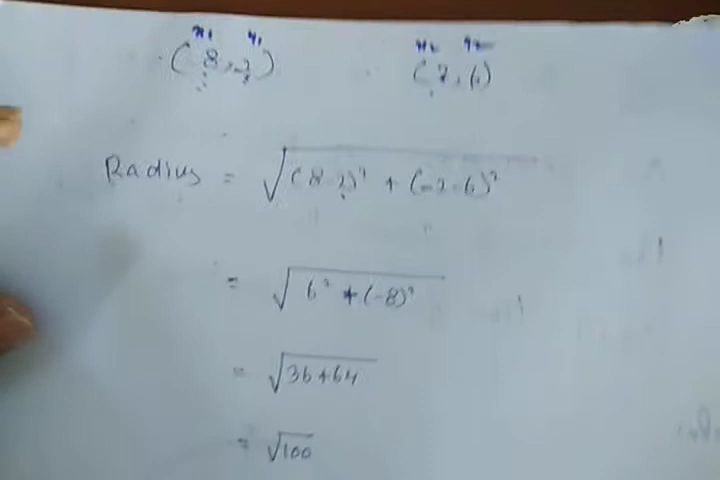 x₁ y₁ x₂ y₂
(8, -2) (2, 6)
Radius = √((8-2)² + (-2-6)²)
= √(6² + (-8)²)
= √(36+64)
= √100